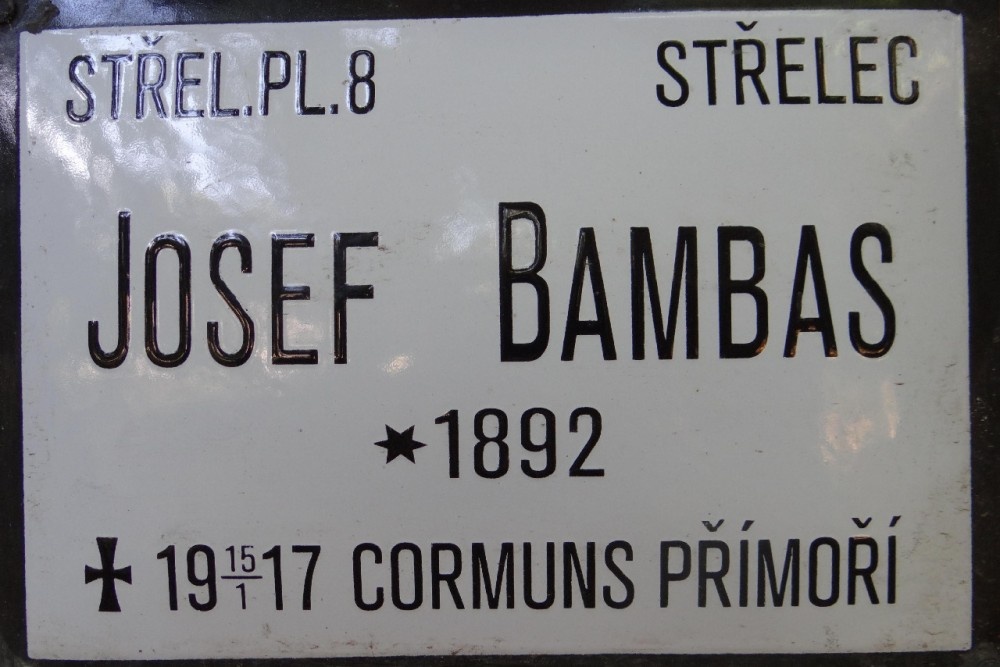 STŘEL.PL.8 STŘELEC
JOSEF BAMBAS
✶1892
✠ 19 15/1 17 CORMUNS PŘÍMOŘÍ